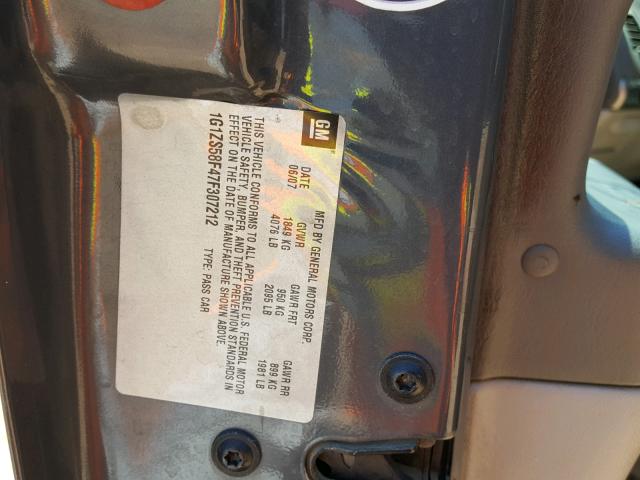 GM
MFD BY GENERAL MOTORS CORP.
DATE GVWR GAWR FRT GAWR RR
06/07 1849 KG 950 KG 899 KG
4076 LB 2095 LB 1981 LB
THIS VEHICLE CONFORMS TO ALL APPLICABLE U.S. FEDERAL MOTOR
VEHICLE SAFETY, BUMPER, AND THEFT PREVENTION STANDARDS IN
EFFECT ON THE DATE OF MANUFACTURE SHOWN ABOVE.
1G1ZS58F47F307212 TYPE: PASS CAR